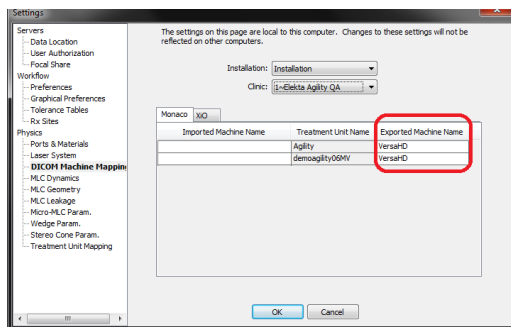 Settings
Servers
Data Location
User Authorization
Focal Share
Workflow
Preferences
Graphical Preferences
Tolerance Tables
Rx Sites
Physics
Ports & Materials
Laser System
DICOM Machine Mapping
MLC Dynamics
MLC Geometry
MLC Leakage
Micro-MLC Param.
Wedge Param.
Stereo Cone Param.
Treatment Unit Mapping
The settings on this page are local to this computer. Changes to these settings will not be
reflected on other computers.
Installation: Installation
Clinic: 1~Elekta Agility QA
Monaco XiO
Imported Machine Name Treatment Unit Name Exported Machine Name
Agility VersaHD
demoagility06MV VersaHD
OK Cancel